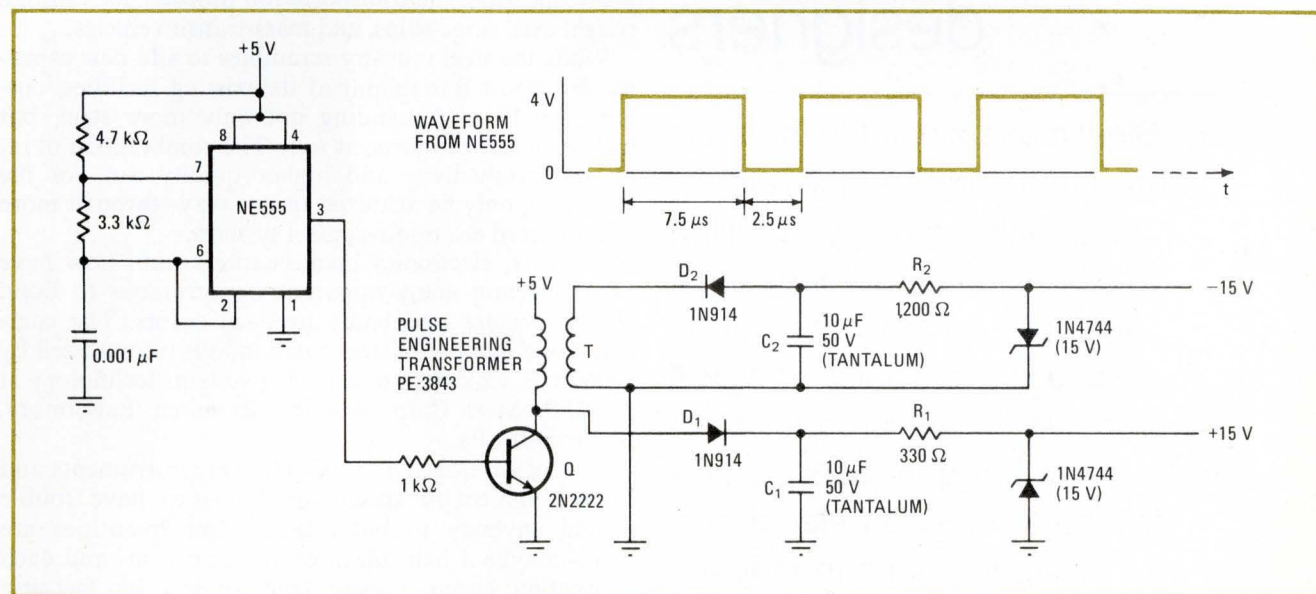 designers
+5 V
4.7 kΩ
3.3 kΩ
0.001 μF
8
4
7
NE555
3
6
2
1
WAVEFORM
FROM NE555
4 V
0
t
7.5 μs
2.5 μs
+5 V
PULSE
ENGINEERING
TRANSFORMER
PE-3843
T
1 kΩ
Q
2N2222
D2
1N914
C2
10 μF
50 V
(TANTALUM)
R2
1,200 Ω
1N4744
(15 V)
−15 V
D1
1N914
C1
10 μF
50 V
(TANTALUM)
R1
330 Ω
1N4744
(15 V)
+15 V